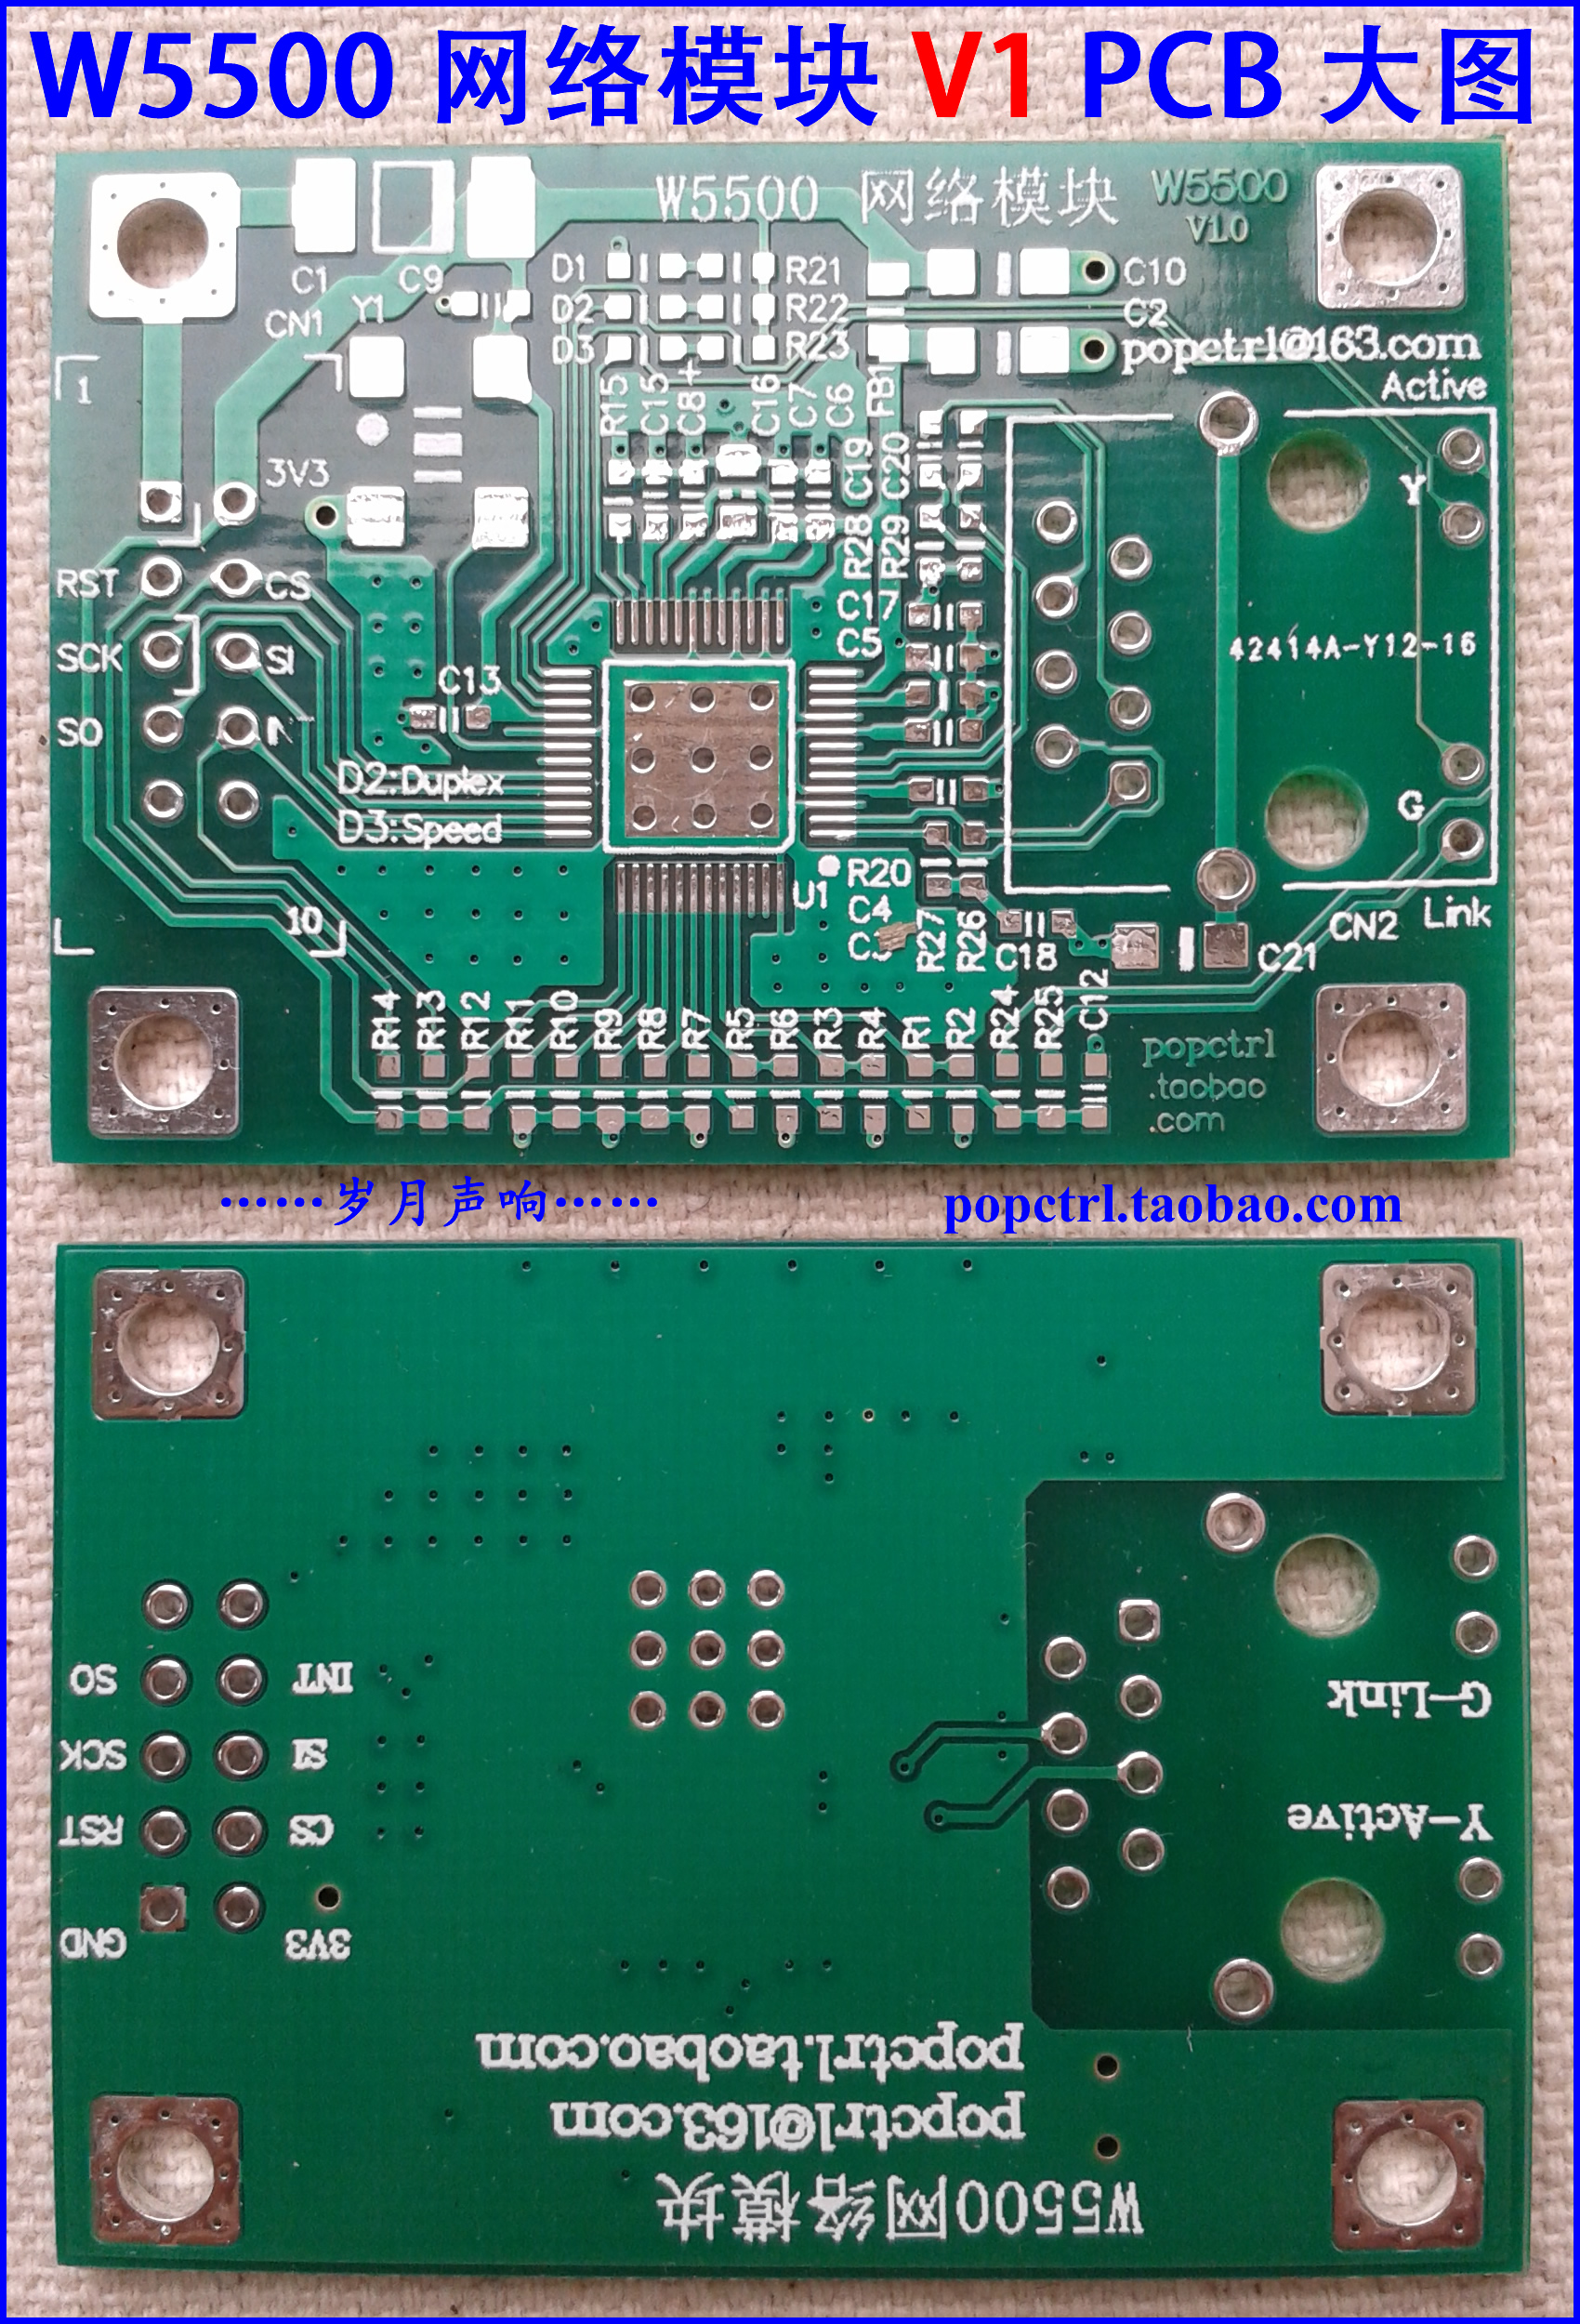 W5500 网络模块 V1 PCB 大图
W5500 网络模块
W5500
V1.0
C1
C9
D1
R21
C10
CN1
Y1
D2
R22
C2
D3
R23
popctrl@163.com
Active
1
R15
C15
C8+
C16
C7
C6
FB1
3V3
C19
C20
Y
R28
R29
RST
CS
C17
C5
42414A-Y12-16
SCK
SI
C13
SO
D2:Duplex
D3:Speed
G
U1
R20
C4
R27
R26
C18
C21
CN2
Link
10
R14
R13
R12
R11
R10
R9
R8
R7
R5
R6
R3
R4
R1
R2
R24
R25
C12
popctrl
.taobao
.com
……岁月声响……
popctrl.taobao.com
SO
INT
G-Link
SCK
SI
RST
CS
Y-Active
GND
3V3
popctrl.taobao.com
popctrl@163.com
W5500网络模块